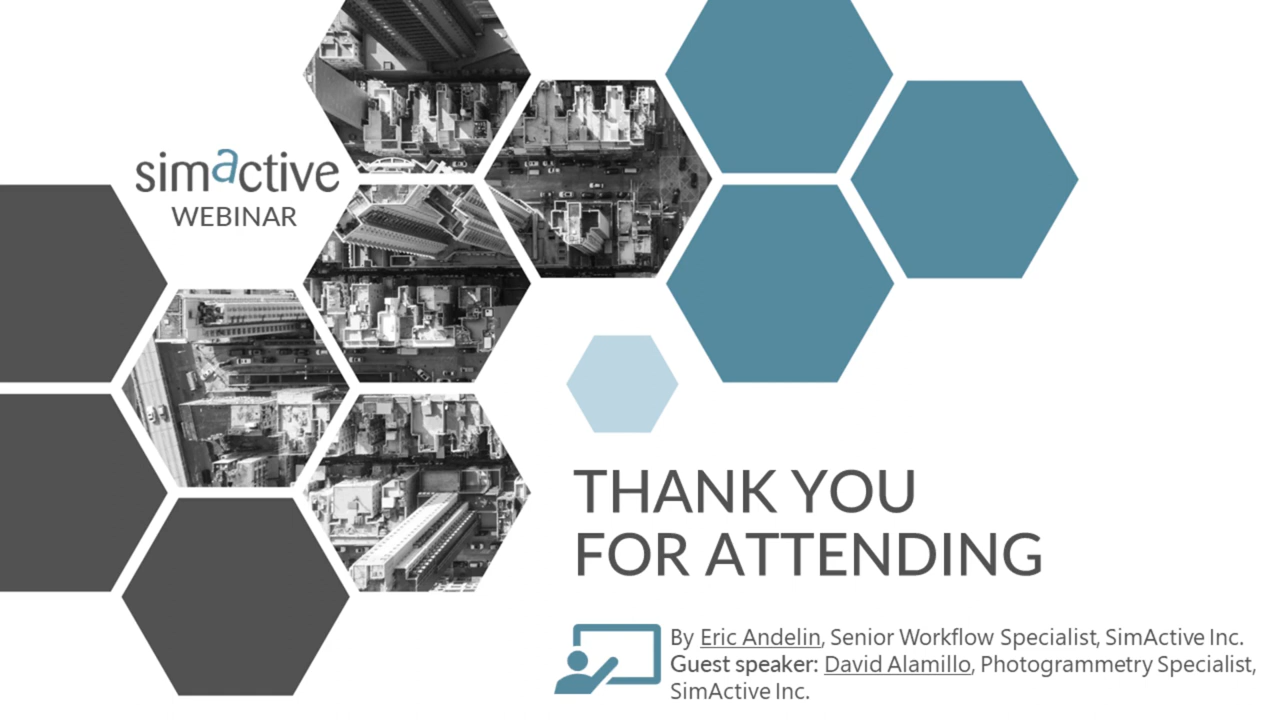 simactive
WEBINAR
THANK YOU
FOR ATTENDING
By Eric Andelin, Senior Workflow Specialist, SimActive Inc.
Guest speaker: David Alamillo, Photogrammetry Specialist,
SimActive Inc.